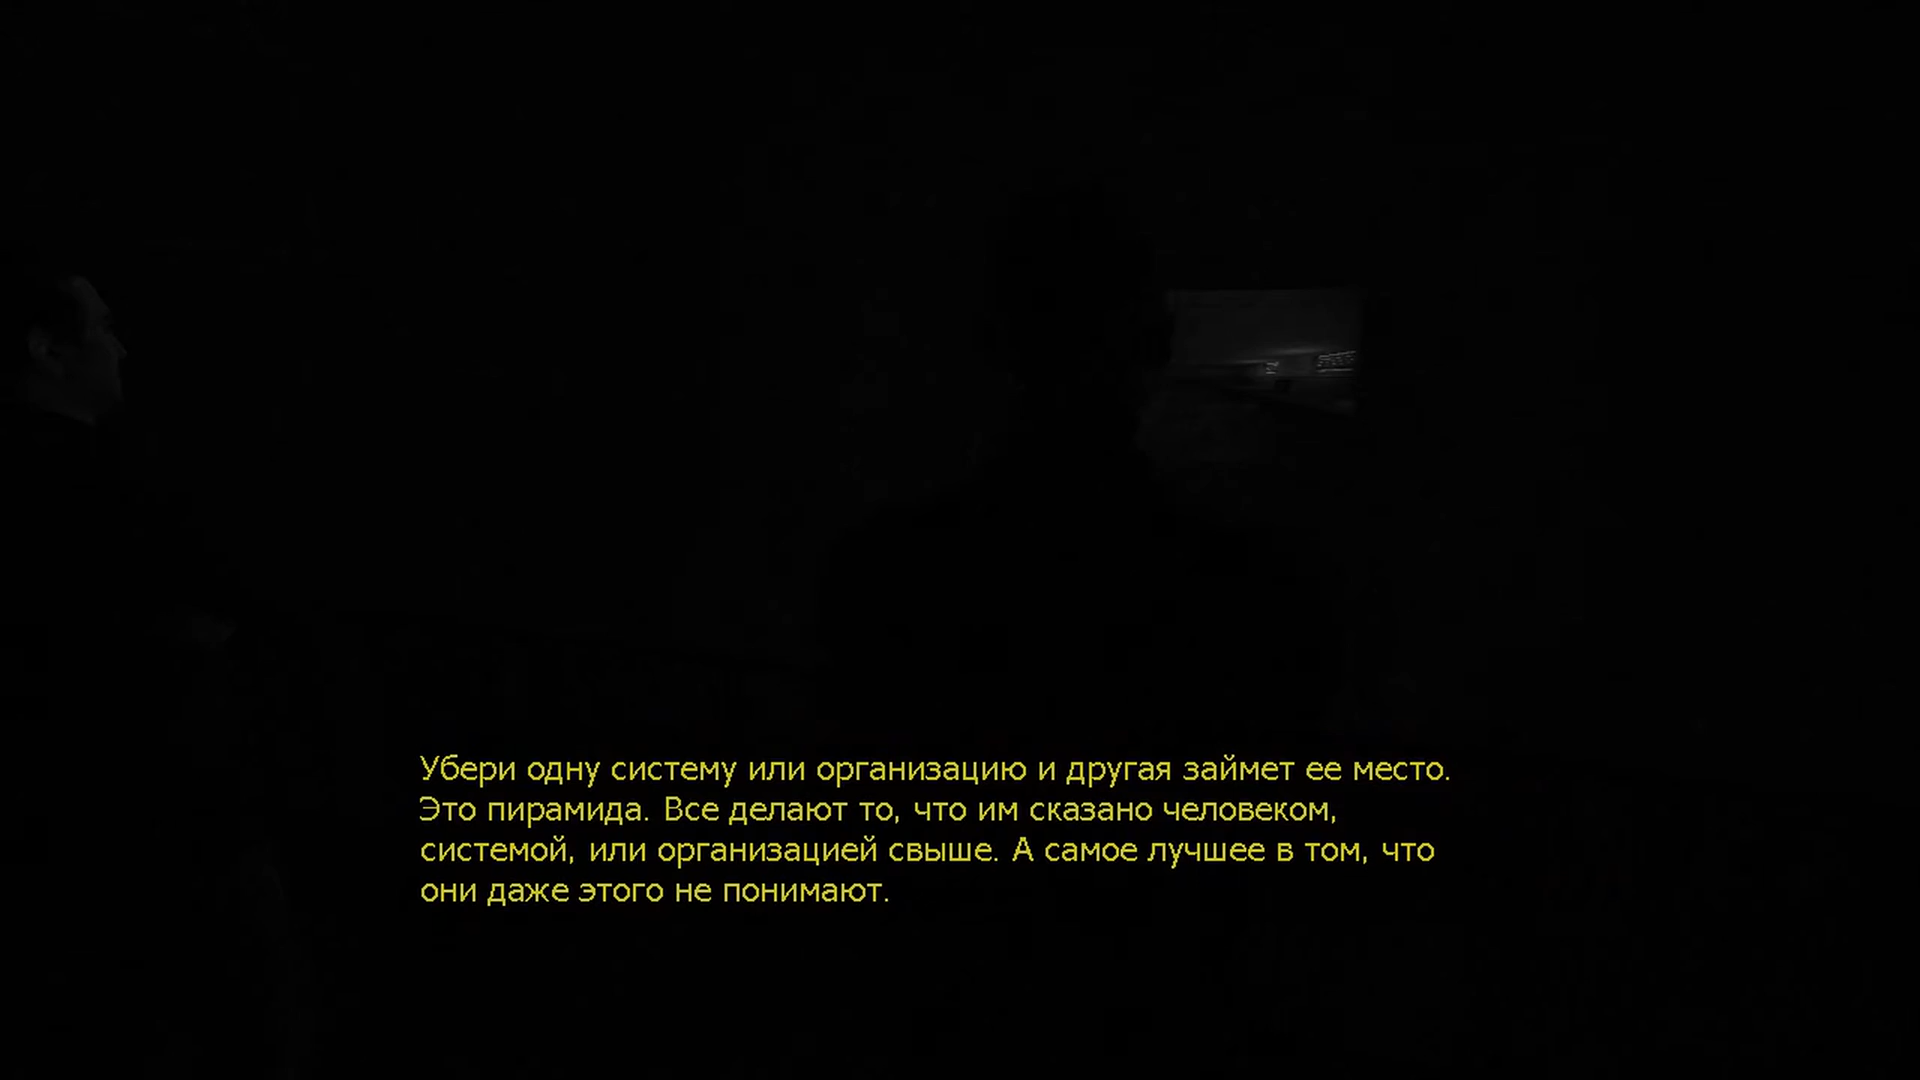 Убери одну систему или организацию и другая займет ее место.
Это пирамида. Все делают то, что им сказано человеком,
системой, или организацией свыше. А самое лучшее в том, что
они даже этого не понимают.